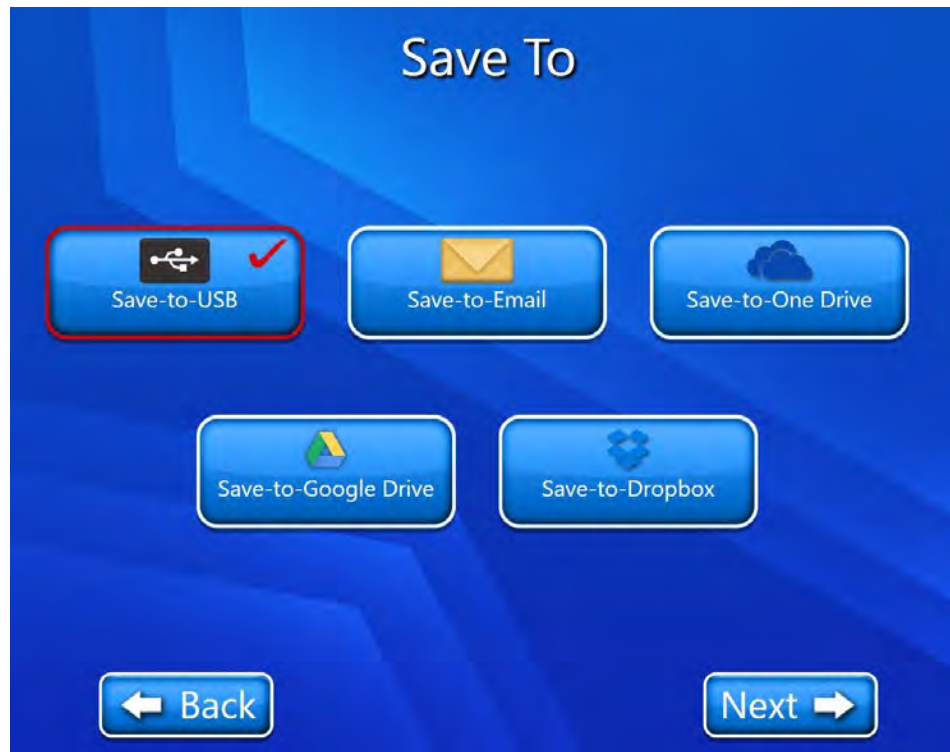 Save To
Save-to-USB
Save-to-Email
Save-to-One Drive
Save-to-Google Drive
Save-to-Dropbox
Back
Next